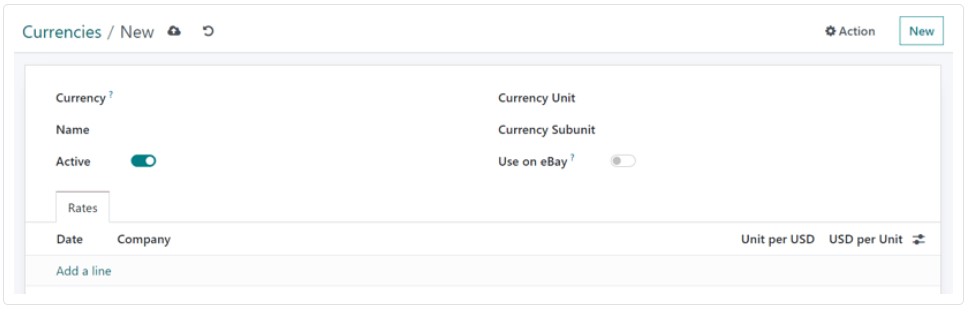 Currencies / New
Action
New
Currency ?
Currency Unit
Name
Currency Subunit
Active
Use on eBay ?
Rates
Date Company Unit per USD USD per Unit
Add a line